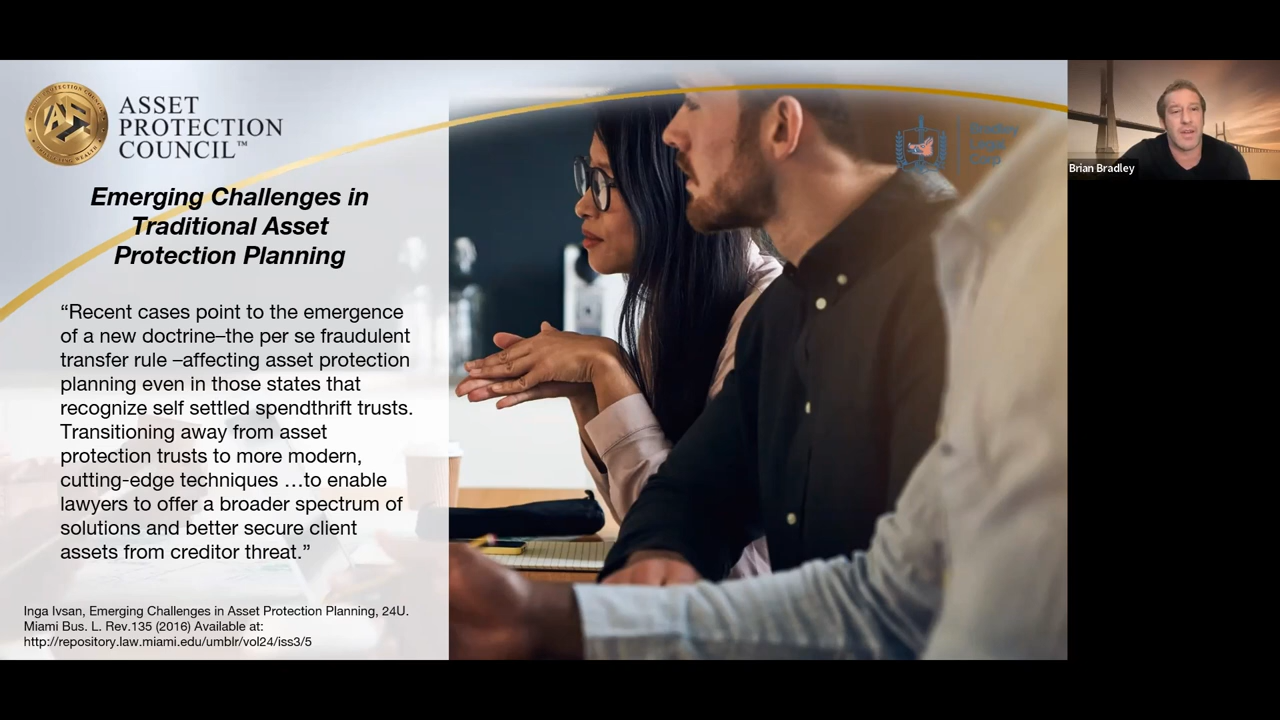 ASSET
PROTECTION
COUNCIL™
Emerging Challenges in
Traditional Asset
Protection Planning
“Recent cases point to the emergence
of a new doctrine–the per se fraudulent
transfer rule –affecting asset protection
planning even in those states that
recognize self settled spendthrift trusts.
Transitioning away from asset
protection trusts to more modern,
cutting-edge techniques …to enable
lawyers to offer a broader spectrum of
solutions and better secure client
assets from creditor threat.”
Inga Ivsan, Emerging Challenges in Asset Protection Planning, 24U.
Miami Bus. L. Rev.135 (2016) Available at:
http://repository.law.miami.edu/umblr/vol24/iss3/5
Bradley
Legal
Corp
Brian Bradley